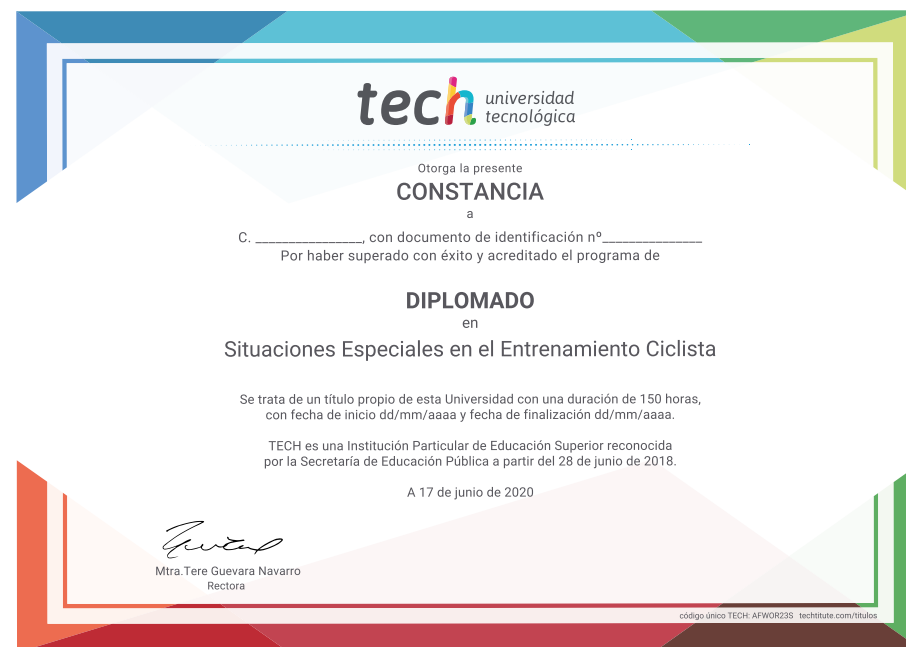 tech universidad
tecnológica
Otorga la presente
CONSTANCIA
a
C. ________________, con documento de identificación nº_______________
Por haber superado con éxito y acreditado el programa de
DIPLOMADO
en
Situaciones Especiales en el Entrenamiento Ciclista
Se trata de un título propio de esta Universidad con una duración de 150 horas,
con fecha de inicio dd/mm/aaaa y fecha de finalización dd/mm/aaaa.
TECH es una Institución Particular de Educación Superior reconocida
por la Secretaría de Educación Pública a partir del 28 de junio de 2018.
A 17 de junio de 2020
Mtra.Tere Guevara Navarro
Rectora
código único TECH: AFWOR23S techtitute.com/titulos